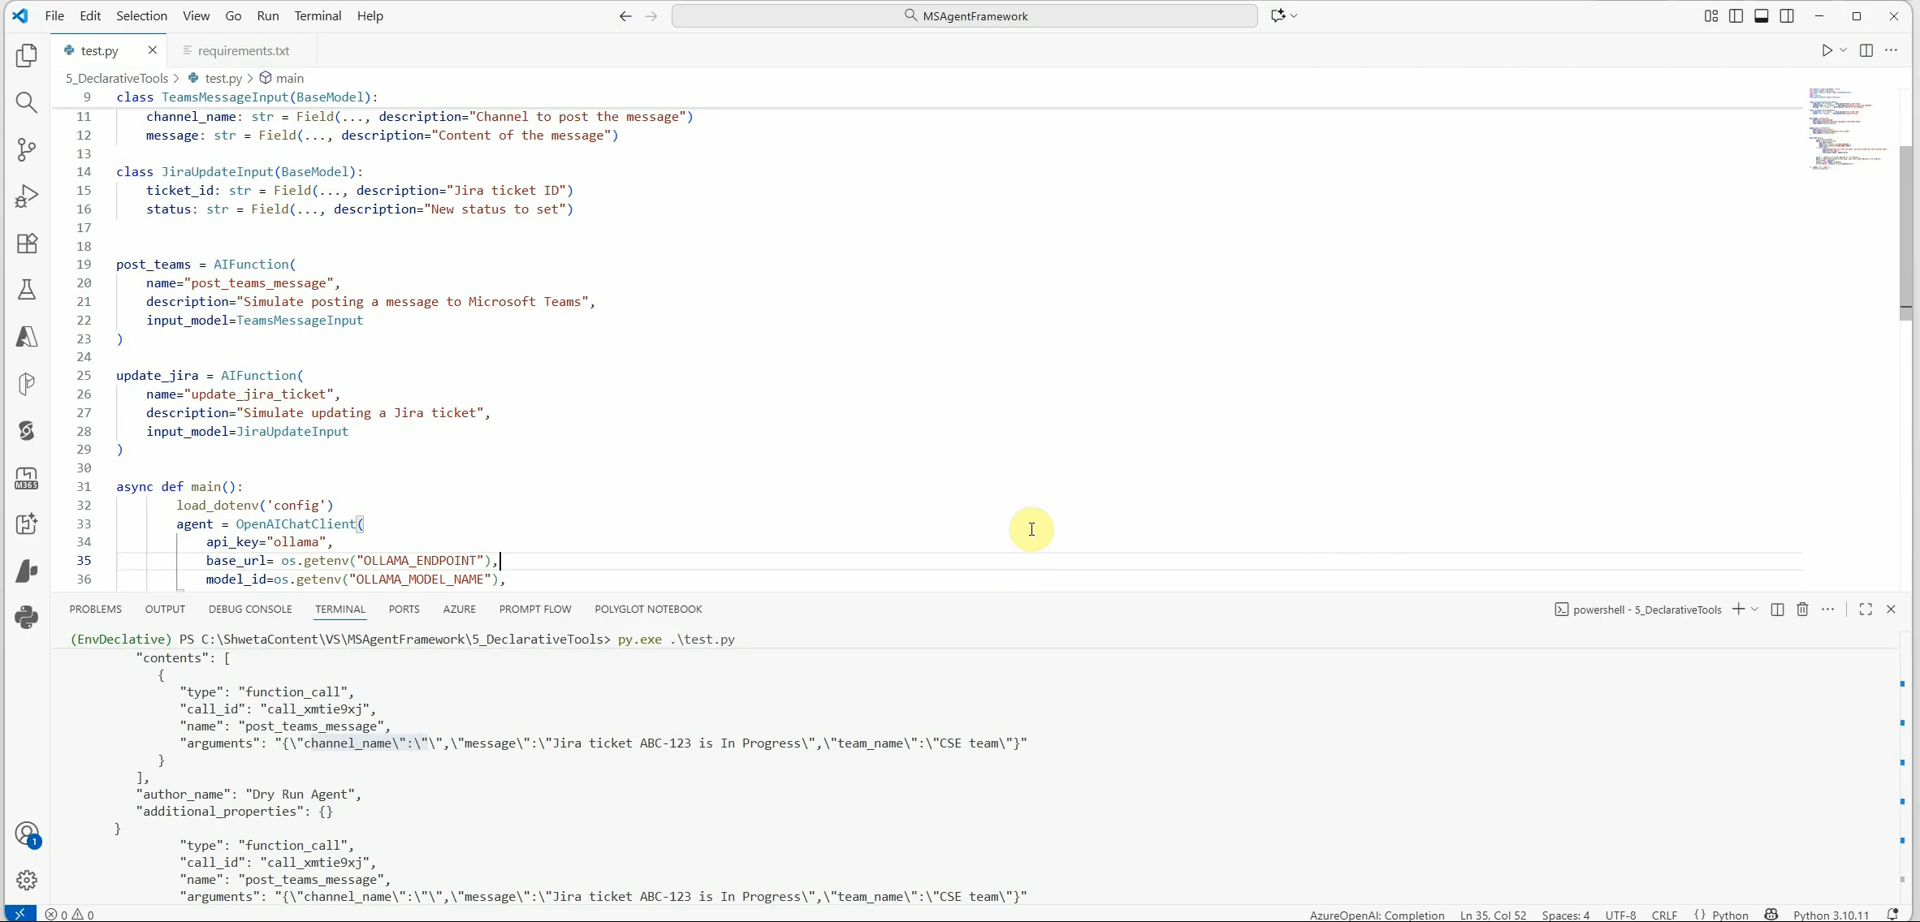 File Edit Selection View Go Run Terminal Help
MSAgentFramework
test.py
requirements.txt
5_DeclarativeTools > test.py > main
9 class TeamsMessageInput(BaseModel):
11 channel_name: str = Field(..., description="Channel to post the message")
12 message: str = Field(..., description="Content of the message")
13
14 class JiraUpdateInput(BaseModel):
15 ticket_id: str = Field(..., description="Jira ticket ID")
16 status: str = Field(..., description="New status to set")
17
18
19 post_teams = AIFunction(
20 name="post_teams_message",
21 description="Simulate posting a message to Microsoft Teams",
22 input_model=TeamsMessageInput
23 )
24
25 update_jira = AIFunction(
26 name="update_jira_ticket",
27 description="Simulate updating a Jira ticket",
28 input_model=JiraUpdateInput
29 )
30
31 async def main():
32 load_dotenv('config')
33 agent = OpenAIChatClient(
34 api_key="ollama",
35 base_url= os.getenv("OLLAMA_ENDPOINT"),
36 model_id=os.getenv("OLLAMA_MODEL_NAME"),
PROBLEMS OUTPUT DEBUG CONSOLE TERMINAL PORTS AZURE PROMPT FLOW POLYGLOT NOTEBOOK
powershell - 5_DeclarativeTools
(EnvDeclative) PS C:\ShwetaContent\VS\MSAgentFramework\5_DeclarativeTools> py.exe .\test.py
"contents": [
{
"type": "function_call",
"call_id": "call_xmtie9xj",
"name": "post_teams_message",
"arguments": "{\"channel_name\":\"\",\"message\":\"Jira ticket ABC-123 is In Progress\",\"team_name\":\"CSE team\"}"
}
],
"author_name": "Dry Run Agent",
"additional_properties": {}
}
"type": "function_call",
"call_id": "call_xmtie9xj",
"name": "post_teams_message",
"arguments": "{\"channel_name\":\"\",\"message\":\"Jira ticket ABC-123 is In Progress\",\"team_name\":\"CSE team\"}"
M365
1
0 0
AzureOpenAI: Completion Ln 35, Col 52 Spaces: 4 UTF-8 CRLF {} Python Python 3.10.11